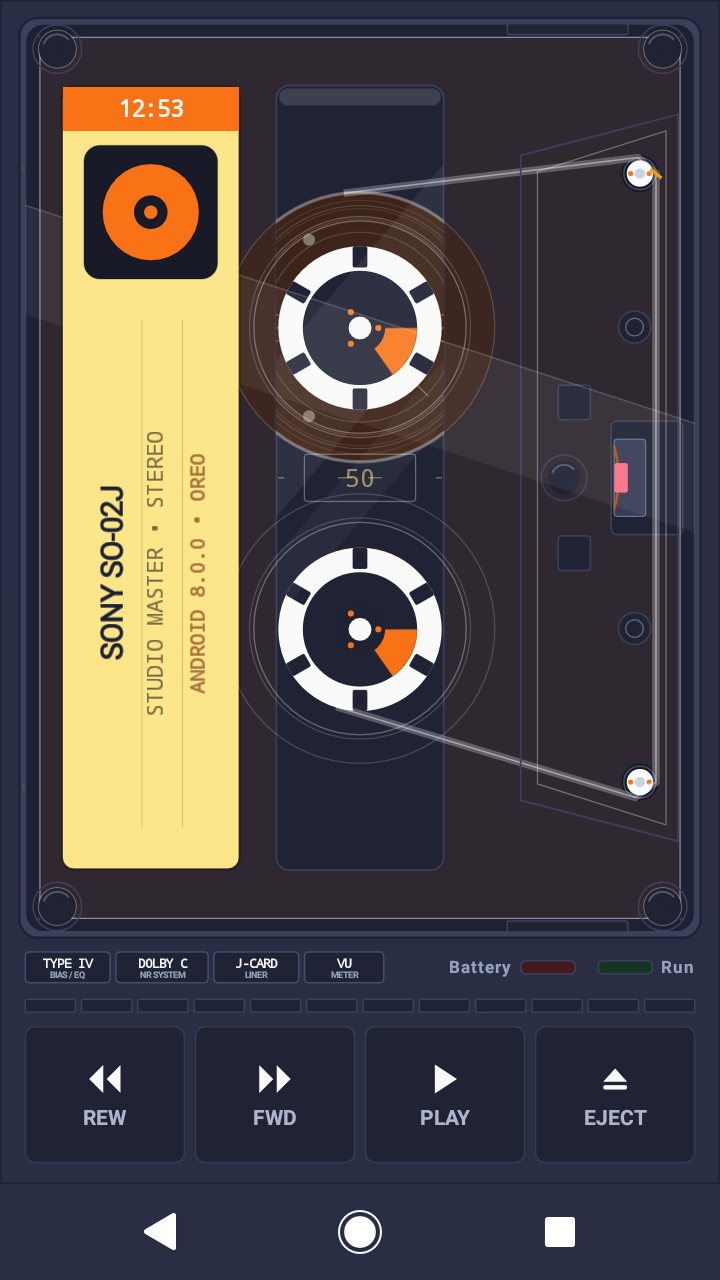 12:53
SONY SO-02J
STUDIO MASTER • STEREO
ANDROID 8.0.0 • OREO
50
TYPE IV
BIAS / EQ
DOLBY C
NR SYSTEM
J-CARD
LINER
VU
METER
Battery
Run
REW
FWD
PLAY
EJECT